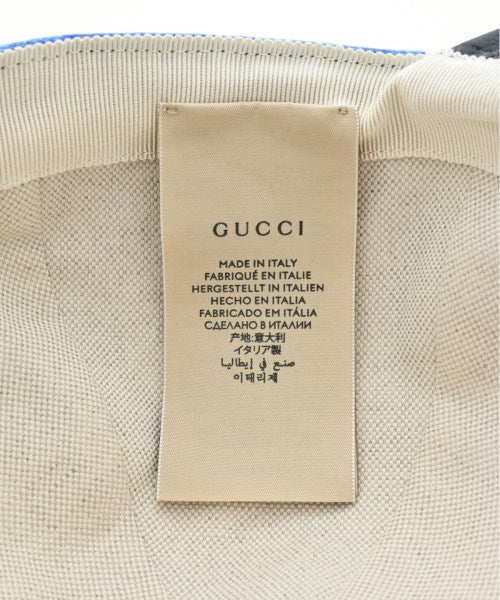 GUCCI
MADE IN ITALY
FABRIQUÉ EN ITALIE
HERGESTELLT IN ITALIEN
HECHO EN ITALIA
FABRICADO EM ITÁLIA
СДЕЛАНО В ИТАЛИИ
产地:意大利
イタリア製
صنع في إيطاليا
이태리제